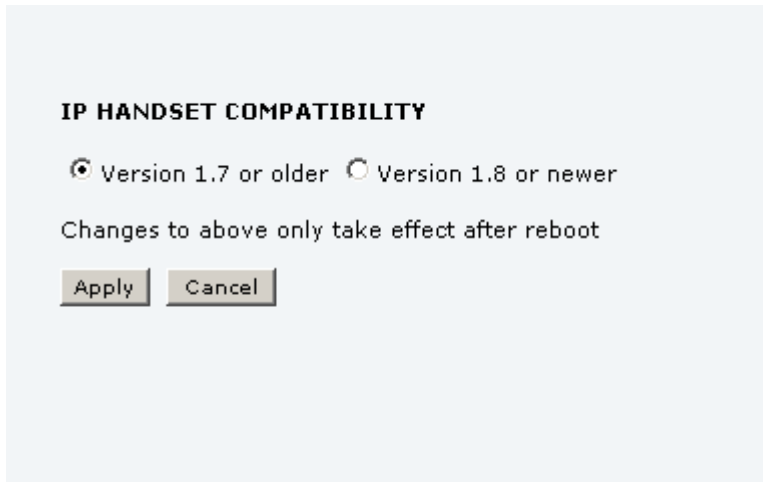 IP HANDSET COMPATIBILITY
Version 1.7 or older Version 1.8 or newer
Changes to above only take effect after reboot
Apply Cancel